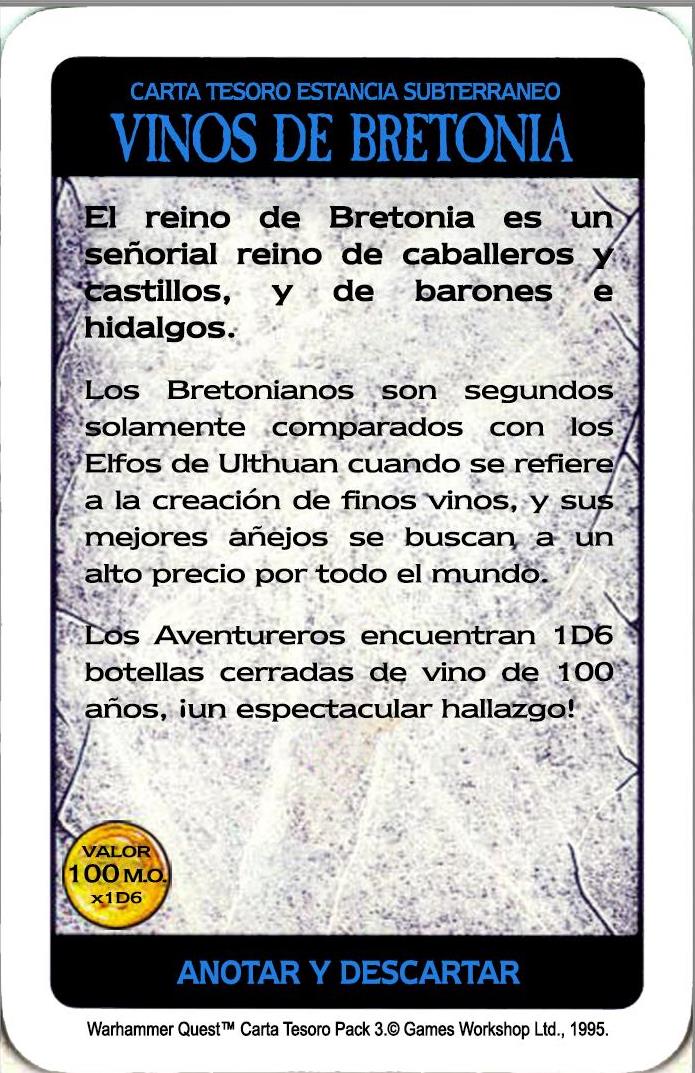 CARTA TESORO ESTANCIA SUBTERRANEO
VINOS DE BRETONIA
El reino de Bretonia es un
señorial reino de caballeros y
castillos, y de barones e
hidalgos.
Los Bretonianos son segundos
solamente comparados con los
Elfos de Ulthuan cuando se refiere
a la creación de finos vinos, y sus
mejores añejos se buscan a un
alto precio por todo el mundo.
Los Aventureros encuentran 1D6
botellas cerradas de vino de 100
años, ¡un espectacular hallazgo!
VALOR
100 M.O.
x1D6
ANOTAR Y DESCARTAR
Warhammer Quest™ Carta Tesoro Pack 3.© Games Workshop Ltd., 1995.